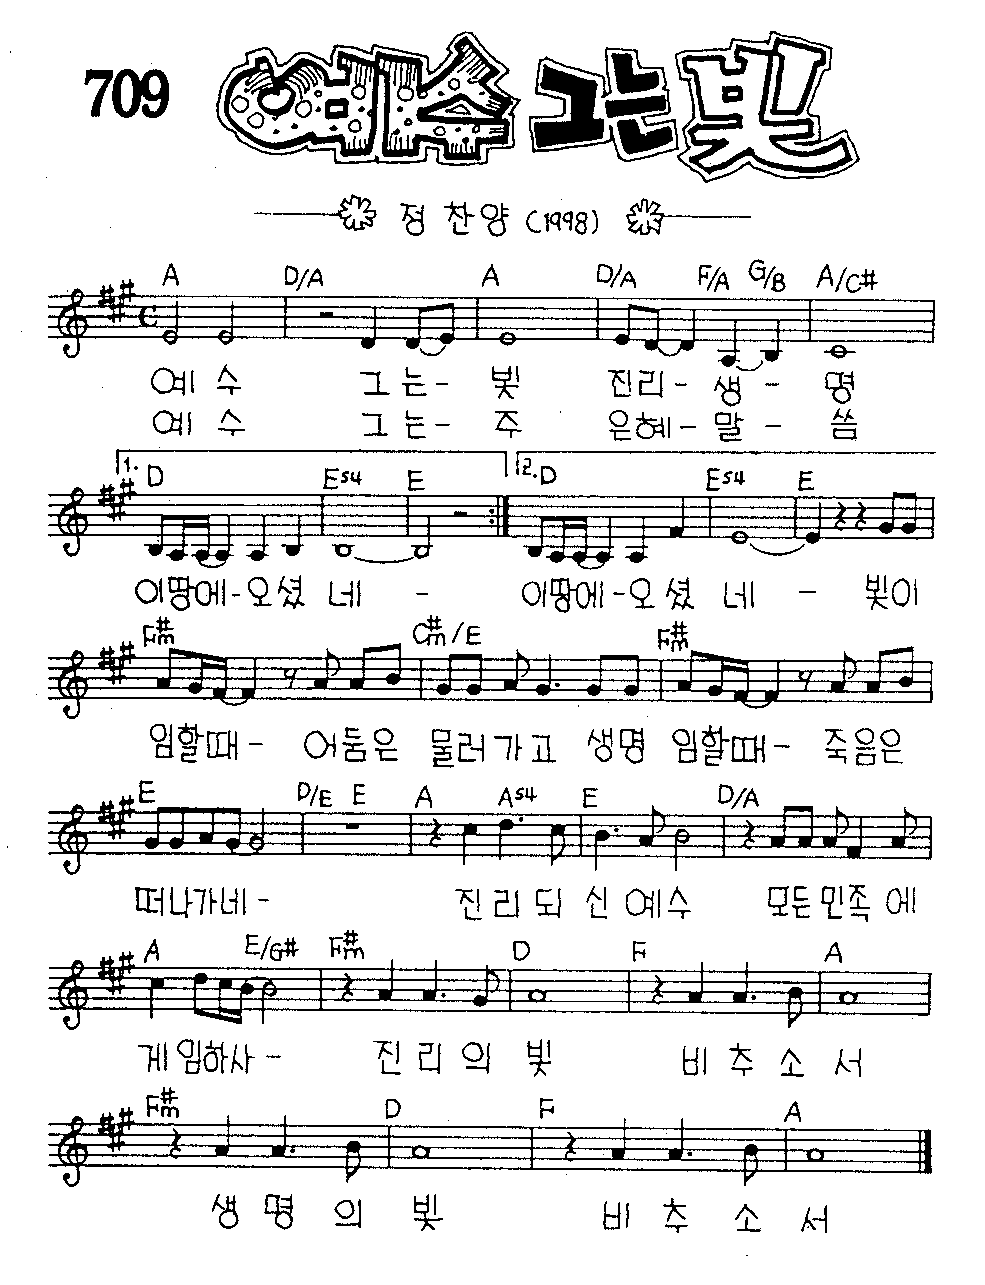 709 예수 그는 빛
정 찬양 (1998)
A D/A A D/A F/A G/B A/C#
예 수 그 는- 빛 진리- 생 - 명
예 수 그 는- 주 은혜- 말 - 씀
1. D Es4 E 2. D Es4 E
이땅에-오셨 네 - 이땅에-오셨 네 - 빛이
F#m C#m/E F#m
임할때- 어둠은 물러가고 생명 임할때- 죽음은
E D/E E A As4 E D/A
떠나가네- 진리되 신 예수 모든민족에
A E/G# F#m D F A
게임하사- 진리의 빛 비 추 소 서
F#m D F A
생 명 의 빛 비 추 소 서